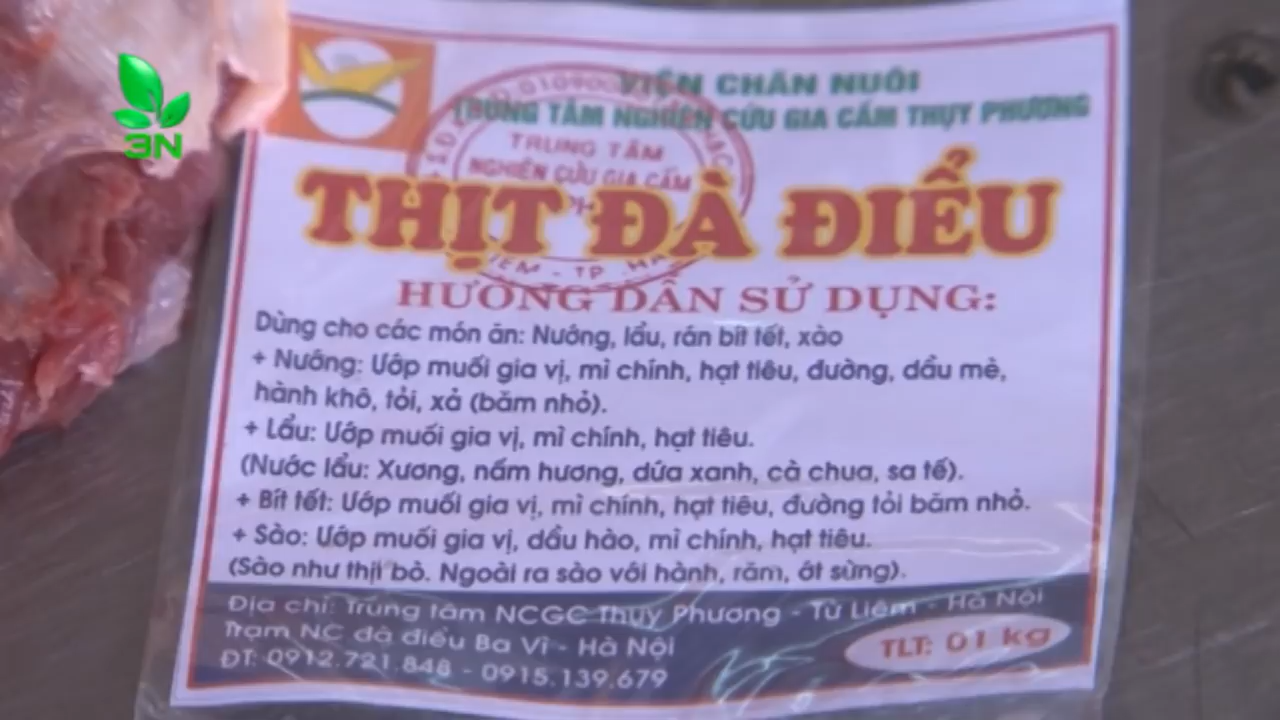 3N
VIỆN CHĂN NUÔI
TRUNG TÂM NGHIÊN CỨU GIA CẦM THỤY PHƯƠNG
TRUNG TÂM
NGHIÊN CỨU GIA CẦM
THỊT ĐÀ ĐIỂU
HƯỚNG DẪN SỬ DỤNG:
Dùng cho các món ăn: Nướng, lẩu, rán bít tết, xào
+ Nướng: Ướp muối gia vị, mì chính, hạt tiêu, đường, dầu mè,
hành khô, tỏi, xả (băm nhỏ).
+ Lẩu: Ướp muối gia vị, mì chính, hạt tiêu.
(Nước lẩu: Xương, nấm hương, dứa xanh, cà chua, sa tế).
+ Bít tết: Ướp muối gia vị, mì chính, hạt tiêu, đường tỏi băm nhỏ.
+ Sào: Ướp muối gia vị, dầu hào, mì chính, hạt tiêu.
(Sào như thịt bò. Ngoài ra sào với hành, răm, ớt sừng).
Địa chỉ: Trung tâm NCGC Thụy Phương - Từ Liêm - Hà Nội
Trạm NC đà điểu Ba Vì - Hà Nội
ĐT: 0912.721.848 - 0915.139.679
TLT: 01 kg